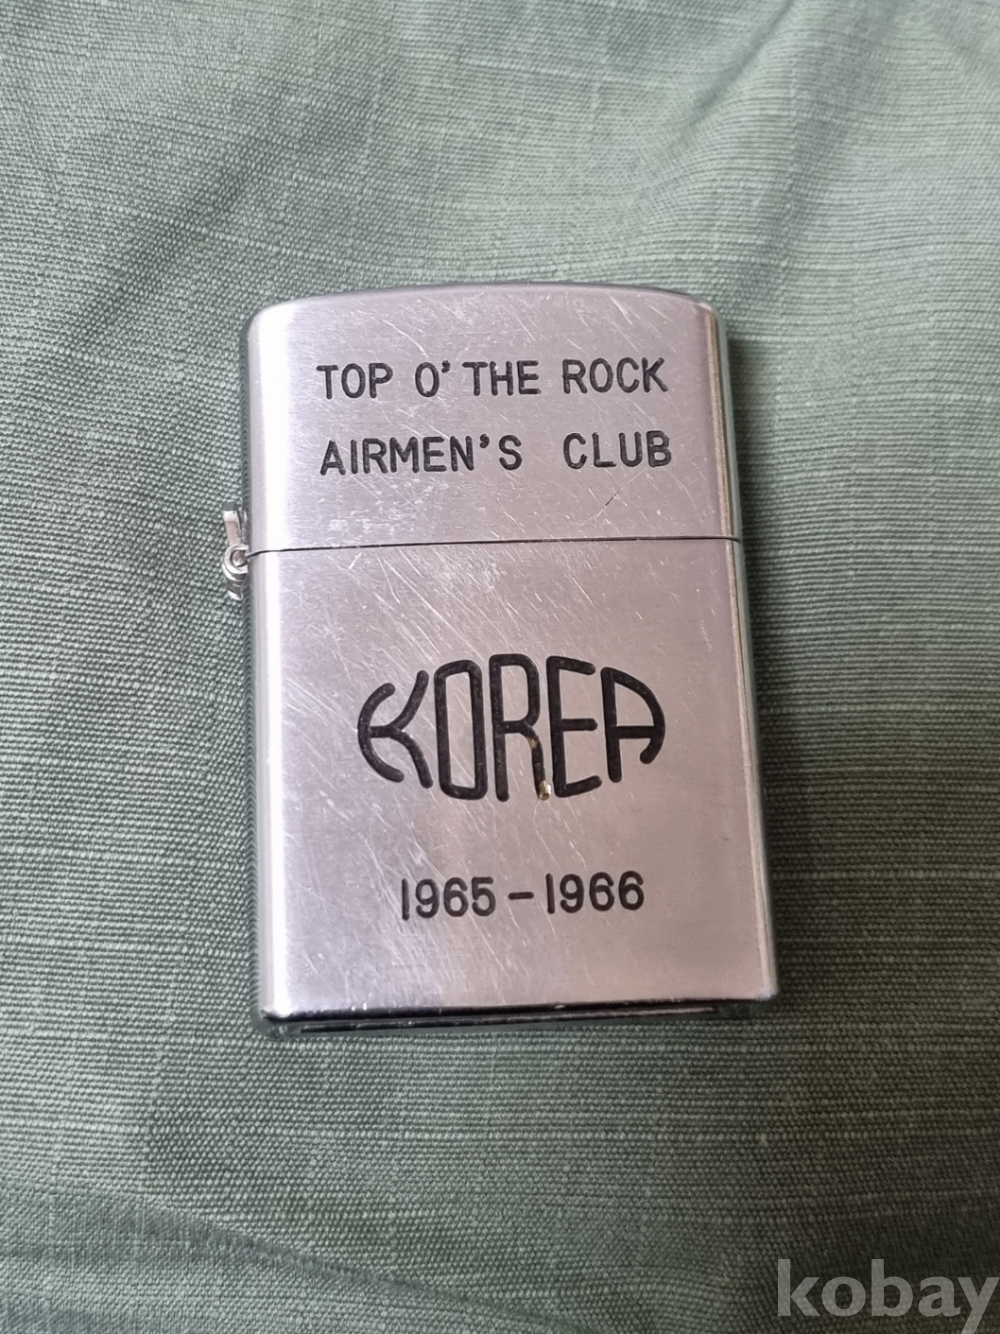 TOP O' THE ROCK
AIRMEN'S CLUB
KOREA
1965-1966
kobay